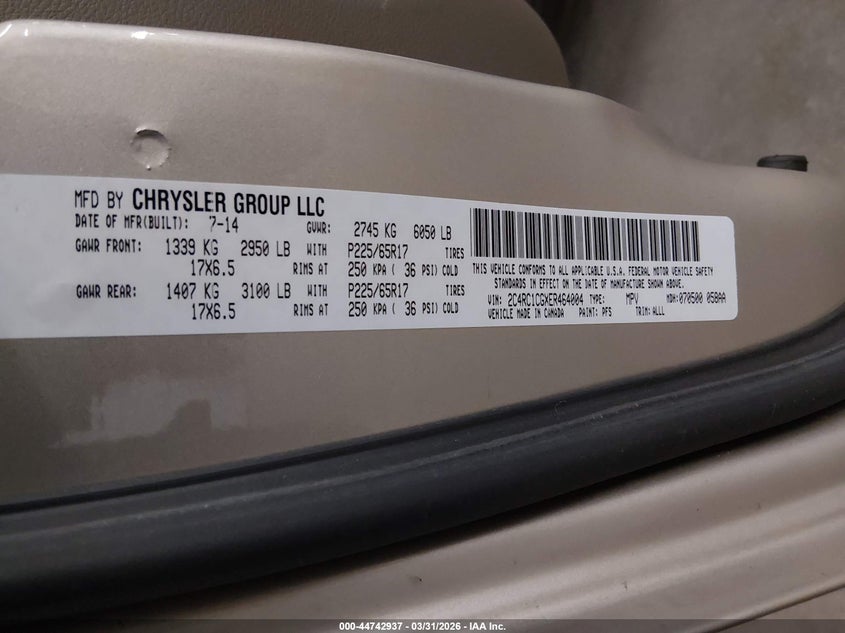 MFD BY CHRYSLER GROUP LLC
DATE OF MFR(BUILT): 7-14 GVWR: 2745 KG 6050 LB
GAWR FRONT: 1339 KG 2950 LB WITH P225/65R17 TIRES
17X6.5 RIMS AT 250 KPA ( 36 PSI) COLD
GAWR REAR: 1407 KG 3100 LB WITH P225/65R17 TIRES
17X6.5 RIMS AT 250 KPA ( 36 PSI) COLD
THIS VEHICLE CONFORMS TO ALL APPLICABLE U.S.A. FEDERAL MOTOR VEHICLE SAFETY
STANDARDS IN EFFECT ON THE DATE OF MANUFACTURE SHOWN ABOVE.
VIN: 2C4RC1CGXER464004 TYPE: MPV MDH: 070500 058AA
VEHICLE MADE IN CANADA PAINT: PFS TRIM: ALLL
000-44742937 - 03/31/2026 - IAA Inc.